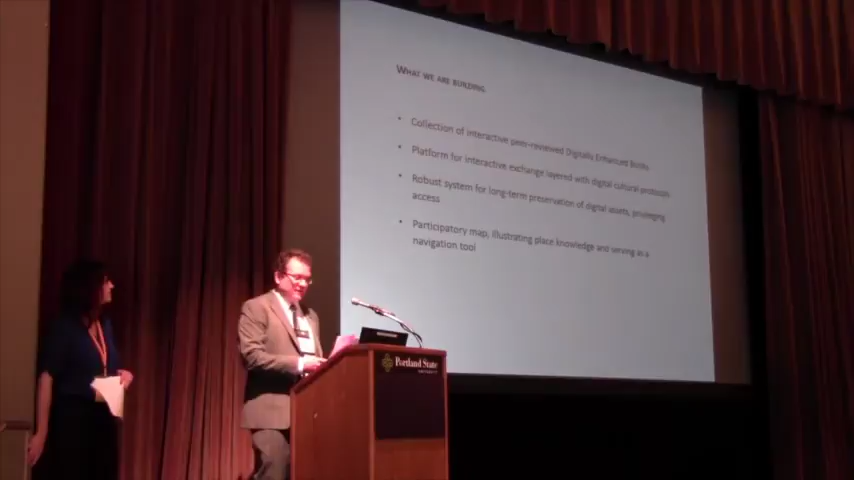 WHAT WE ARE BUILDING
• Collection of interactive peer-reviewed Digitally Enhanced Books
• Platform for interactive exchange layered with digital cultural protocols
• Robust system for long-term preservation of digital assets, privileging
access
• Participatory map, illustrating place knowledge and serving as a
navigation tool
Portland State
UNIVERSITY